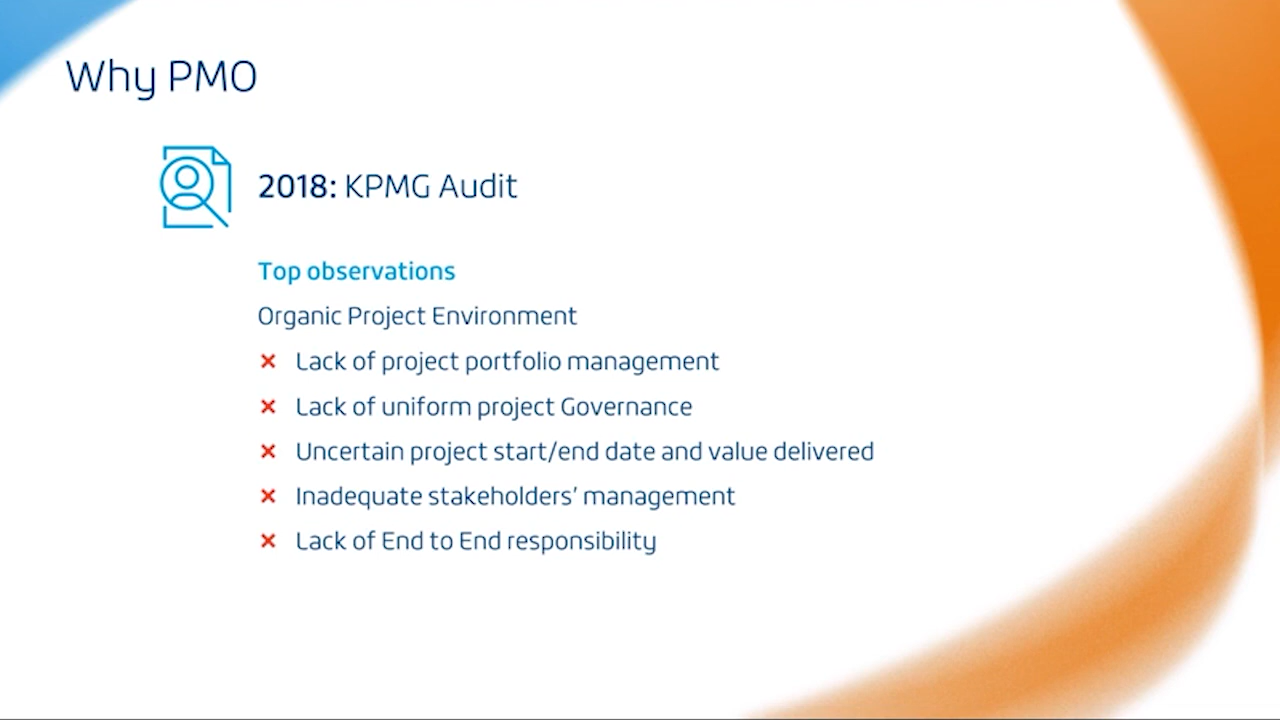 Why PMO
2018: KPMG Audit
Top observations
Organic Project Environment
× Lack of project portfolio management
× Lack of uniform project Governance
× Uncertain project start/end date and value delivered
× Inadequate stakeholders’ management
× Lack of End to End responsibility